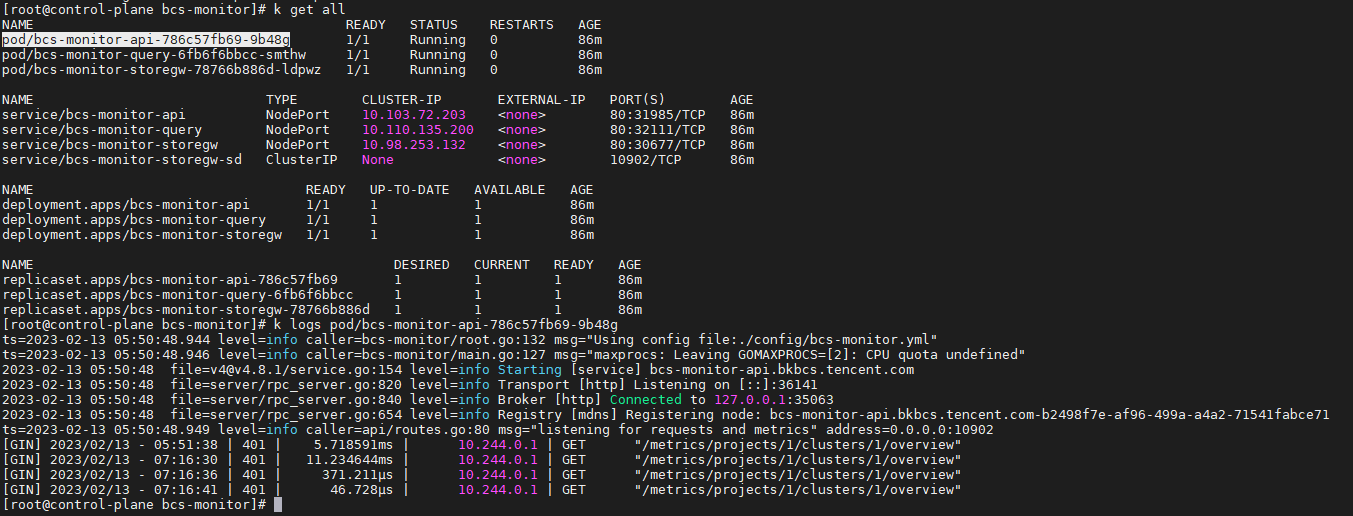 [root@control-plane bcs-monitor]# k get all
NAME READY STATUS RESTARTS AGE
pod/bcs-monitor-api-786c57fb69-9b48g 1/1 Running 0 86m
pod/bcs-monitor-query-6fb6f6bbcc-smthw 1/1 Running 0 86m
pod/bcs-monitor-storegw-78766b886d-ldpwz 1/1 Running 0 86m
NAME TYPE CLUSTER-IP EXTERNAL-IP PORT(S) AGE
service/bcs-monitor-api NodePort 10.103.72.203 <none> 80:31985/TCP 86m
service/bcs-monitor-query NodePort 10.110.135.200 <none> 80:32111/TCP 86m
service/bcs-monitor-storegw NodePort 10.98.253.132 <none> 80:30677/TCP 86m
service/bcs-monitor-storegw-sd ClusterIP None <none> 10902/TCP 86m
NAME READY UP-TO-DATE AVAILABLE AGE
deployment.apps/bcs-monitor-api 1/1 1 1 86m
deployment.apps/bcs-monitor-query 1/1 1 1 86m
deployment.apps/bcs-monitor-storegw 1/1 1 1 86m
NAME DESIRED CURRENT READY AGE
replicaset.apps/bcs-monitor-api-786c57fb69 1 1 1 86m
replicaset.apps/bcs-monitor-query-6fb6f6bbcc 1 1 1 86m
replicaset.apps/bcs-monitor-storegw-78766b886d 1 1 1 86m
[root@control-plane bcs-monitor]# k logs pod/bcs-monitor-api-786c57fb69-9b48g
ts=2023-02-13 05:50:48.944 level=info caller=bcs-monitor/root.go:132 msg="Using config file:./config/bcs-monitor.yml"
ts=2023-02-13 05:50:48.946 level=info caller=bcs-monitor/main.go:127 msg="maxprocs: Leaving GOMAXPROCS=[2]: CPU quota undefined"
2023-02-13 05:50:48 file=v4@v4.8.1/service.go:154 level=info Starting [service] bcs-monitor-api.bkbcs.tencent.com
2023-02-13 05:50:48 file=server/rpc_server.go:820 level=info Transport [http] Listening on [::]:36141
2023-02-13 05:50:48 file=server/rpc_server.go:840 level=info Broker [http] Connected to 127.0.0.1:35063
2023-02-13 05:50:48 file=server/rpc_server.go:654 level=info Registry [mdns] Registering node: bcs-monitor-api.bkbcs.tencent.com-b2498f7e-af96-499a-a4a2-71541fabce71
ts=2023-02-13 05:50:48.949 level=info caller=api/routes.go:80 msg="listening for requests and metrics" address=0.0.0.0:10902
[GIN] 2023/02/13 - 05:51:38 | 401 | 5.718591ms | 10.244.0.1 | GET "/metrics/projects/1/clusters/1/overview"
[GIN] 2023/02/13 - 07:16:30 | 401 | 11.234644ms | 10.244.0.1 | GET "/metrics/projects/1/clusters/1/overview"
[GIN] 2023/02/13 - 07:16:36 | 401 | 371.211µs | 10.244.0.1 | GET "/metrics/projects/1/clusters/1/overview"
[GIN] 2023/02/13 - 07:16:41 | 401 | 46.728µs | 10.244.0.1 | GET "/metrics/projects/1/clusters/1/overview"
[root@control-plane bcs-monitor]#